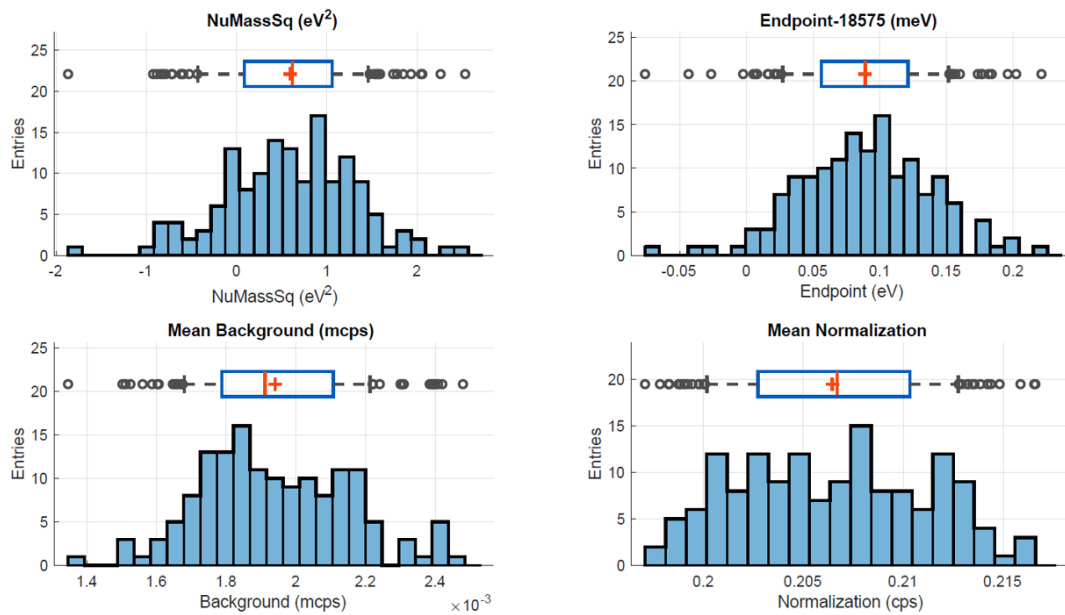 NuMassSq (eV²)
25
20
15
10
5
0
Entries
-2 -1 0 1 2
NuMassSq (eV²)
Endpoint-18575 (meV)
25
20
15
10
5
0
Entries
-0.05 0 0.05 0.1 0.15 0.2
Endpoint (eV)
Mean Background (mcps)
25
20
15
10
5
0
Entries
1.4 1.6 1.8 2 2.2 2.4
Background (mcps) × 10⁻³
Mean Normalization
20
15
10
5
0
Entries
0.2 0.205 0.21 0.215
Normalization (cps)